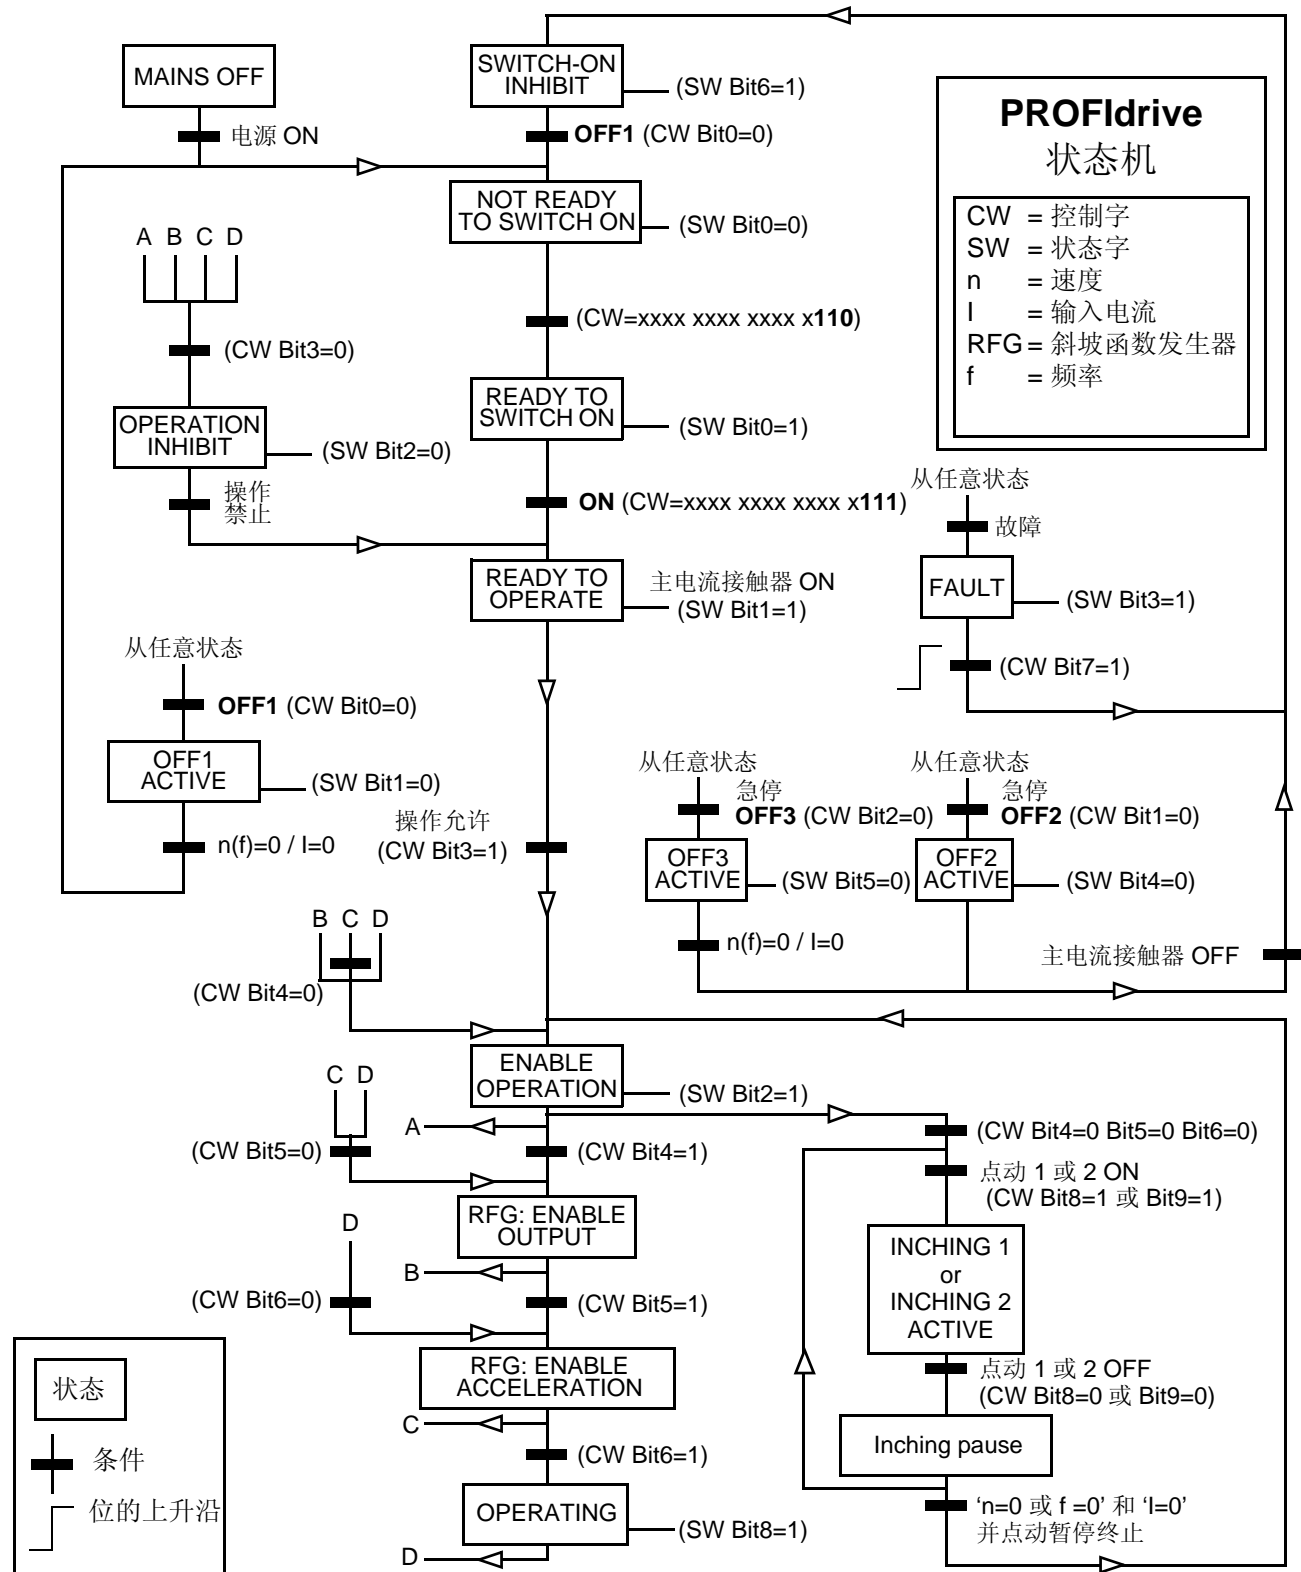 MAINS OFF
电源 ON
SWITCH-ON
INHIBIT
(SW Bit6=1)
OFF1 (CW Bit0=0)
PROFIdrive
状态机
CW = 控制字
SW = 状态字
n = 速度
I = 输入电流
RFG = 斜坡函数发生器
f = 频率
NOT READY
TO SWITCH ON
(SW Bit0=0)
A B C D
(CW Bit3=0)
(CW=xxxx xxxx xxxx x110)
OPERATION
INHIBIT
(SW Bit2=0)
操作
禁止
READY TO
SWITCH ON
(SW Bit0=1)
ON (CW=xxxx xxxx xxxx x111)
从任意状态
故障
FAULT
(SW Bit3=1)
(CW Bit7=1)
READY TO
OPERATE
主电流接触器 ON
(SW Bit1=1)
从任意状态
OFF1 (CW Bit0=0)
OFF1
ACTIVE
(SW Bit1=0)
n(f)=0 / I=0
操作允许
(CW Bit3=1)
从任意状态
急停
OFF3 (CW Bit2=0)
OFF3
ACTIVE
(SW Bit5=0)
n(f)=0 / I=0
从任意状态
急停
OFF2 (CW Bit1=0)
OFF2
ACTIVE
(SW Bit4=0)
主电流接触器 OFF
B C D
(CW Bit4=0)
ENABLE
OPERATION
(SW Bit2=1)
C D
A
(CW Bit5=0)
(CW Bit4=1)
(CW Bit4=0 Bit5=0 Bit6=0)
点动 1 或 2 ON
(CW Bit8=1 或 Bit9=1)
RFG: ENABLE
OUTPUT
D
B
(CW Bit6=0)
(CW Bit5=1)
INCHING 1
or
INCHING 2
ACTIVE
RFG: ENABLE
ACCELERATION
点动 1 或 2 OFF
(CW Bit8=0 或 Bit9=0)
C
(CW Bit6=1)
Inching pause
OPERATING
(SW Bit8=1)
D
‘n=0 或 f =0’ 和 ‘I=0’
并点动暂停终止
状态
条件
位的上升沿